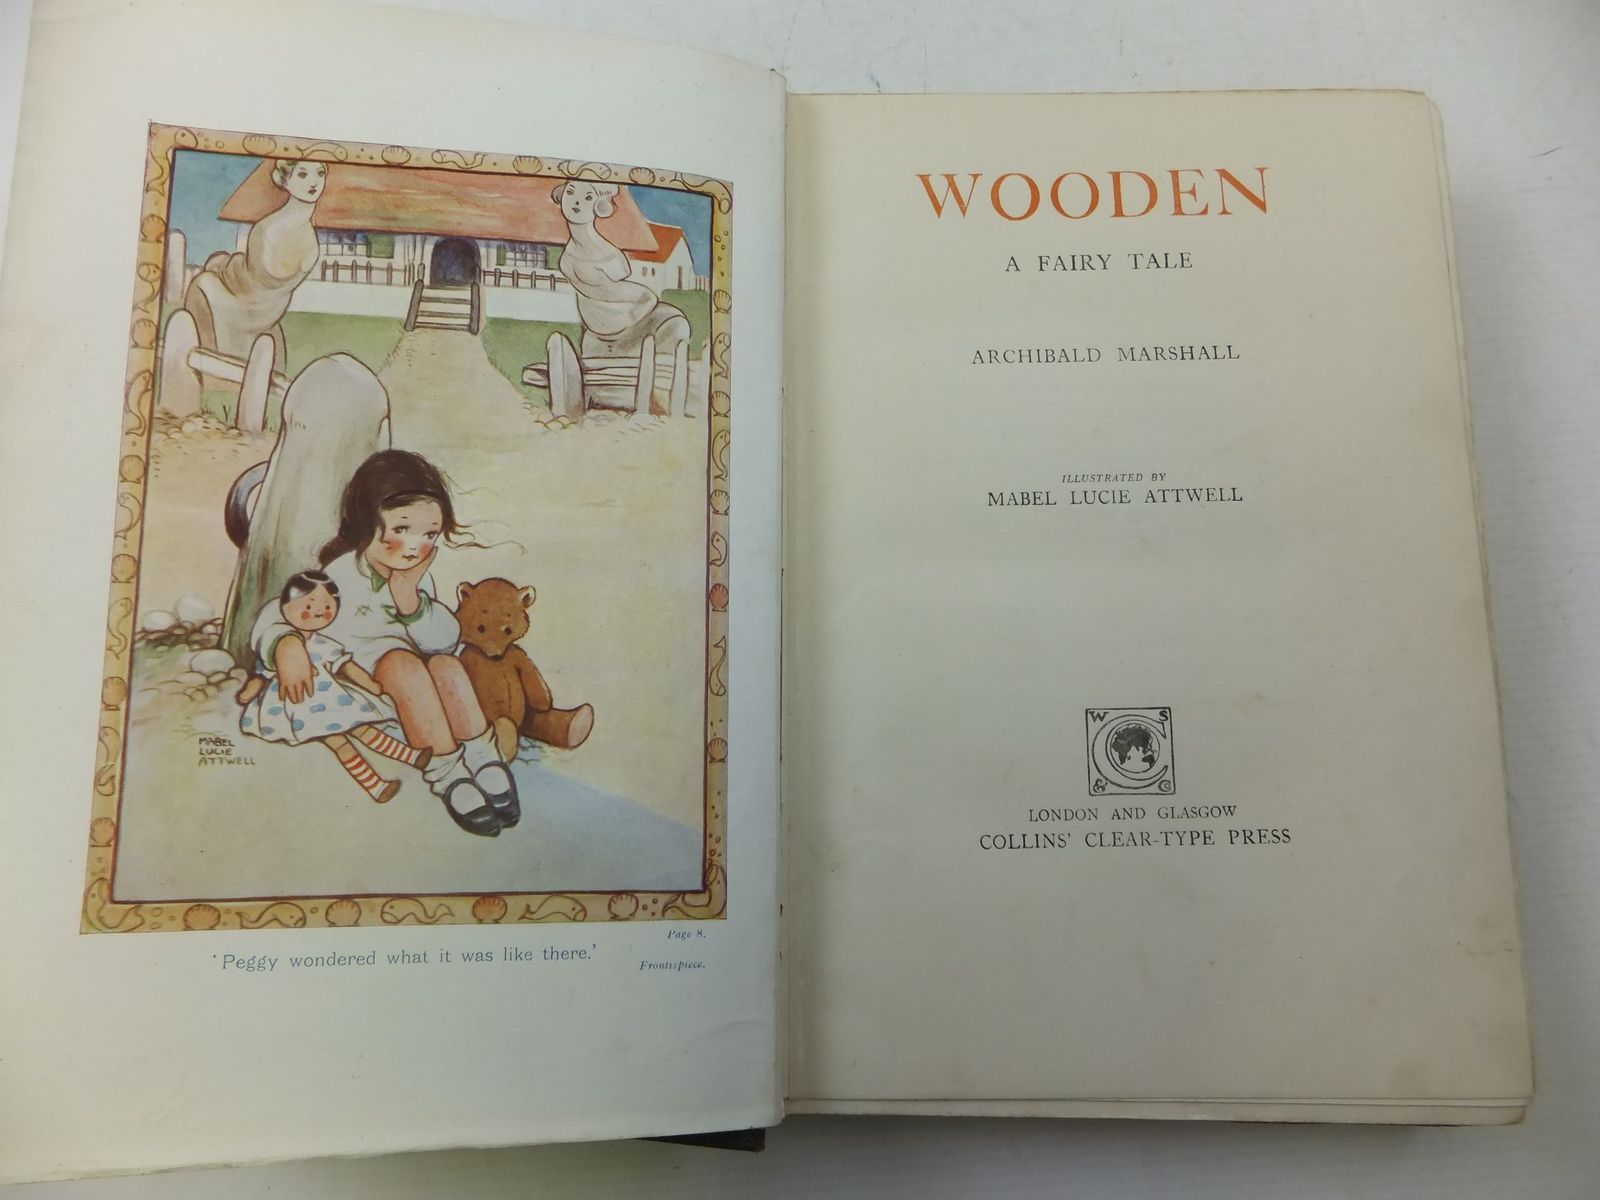 MABEL
LUCIE
ATTWELL
Page 8.
'Peggy wondered what it was like there.'
Frontispiece.
WOODEN
A FAIRY TALE
ARCHIBALD MARSHALL
ILLUSTRATED BY
MABEL LUCIE ATTWELL
W S
C
& Co
LONDON AND GLASGOW
COLLINS' CLEAR-TYPE PRESS